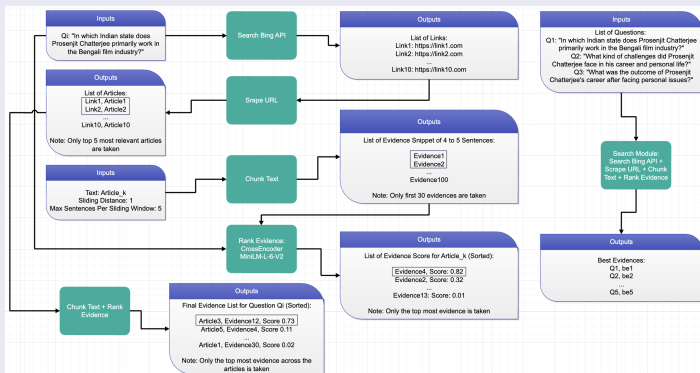 Inputs
Qi: "In which Indian state does
Prosenjit Chatterjee primarily work in
the Bengali film industry?"
Search Bing API
Outputs
List of Links:
Link1: https://link1.com
Link2: https://link2.com
...
Link10: https://link10.com
Inputs
List of Questions:
Q1: "In which Indian state does Prosenjit Chatterjee
primarily work in the Bengali film industry?"
Q2: "What kind of challenges did Prosenjit
Chatterjee face in his career and personal life?"
Q3: "What was the outcome of Prosenjit
Chatterjee's career after facing personal issues?"
Outputs
List of Articles:
Link1, Article1
Link2, Article2
...
Link10, Article10
Note: Only top 5 most relevant articles
are taken
Srape URL
Outputs
List of Evidence Snippet of 4 to 5 Sentences:
Evidence1
Evidence2
...
Evidence100
Note: Only first 30 evidences are taken
Inputs
Text: Article_k
Sliding Distance: 1
Max Sentences Per Sliding Window: 5
Chunk Text
Search Module:
Search Bing API +
Scrape URL + Chunk
Text + Rank Evidence
Rank Evidence:
CrossEncoder
MiniLM-L-6-V2
Outputs
List of Evidence Score for Article_k (Sorted):
Evidence4, Score: 0.82
Evidence2, Score: 0.32
...
Evidence13: Score: 0.01
Note: Only the top most evidence is taken
Outputs
Best Evidences:
Q1, be1
Q2, be2
...
Q5, be5
Chunk Text + Rank
Evidence
Outputs
Final Evidence List for Question Qi (Sorted):
Article3, Evidence12, Score 0.73
Article5, Evidence4, Score 0.11
...
Article1, Evidence30, Score 0.02
Note: Only the top most evidence across the
articles is taken